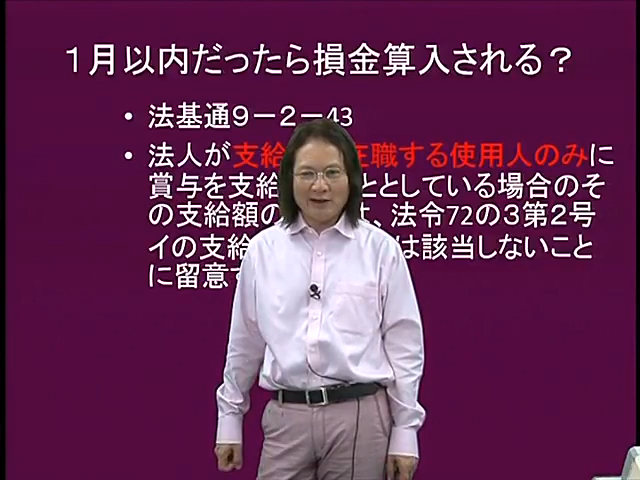 １月以内だったら損金算入される？
• 法基通９－２－43
• 法人が支給 在職する使用人のみに
賞与を支給 ととしている場合のそ
の支給額の 、法令72の３第２号
イの支給 は該当しないこと
に留意